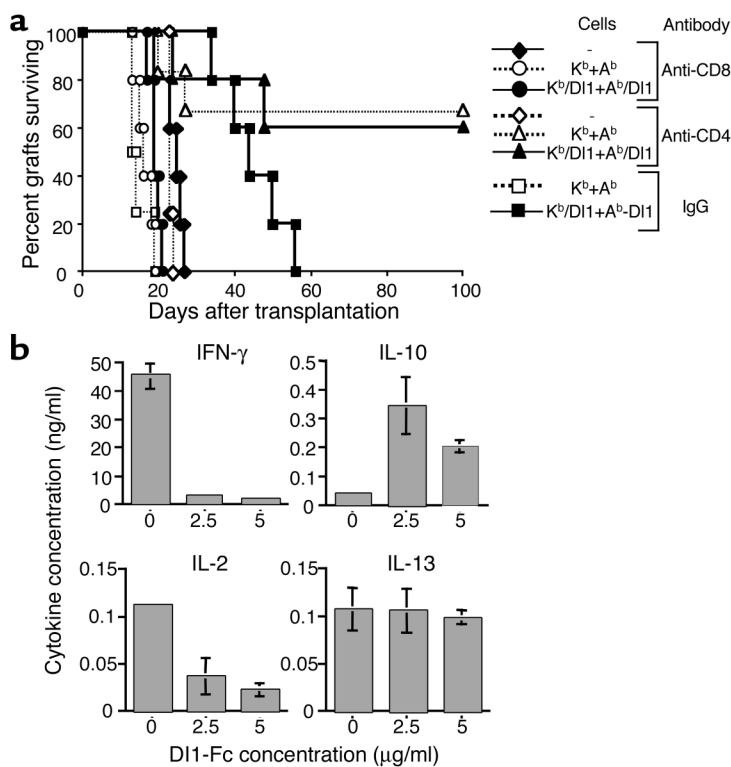 a
Percent grafts surviving
100
80
60
40
20
0
0 20 40 60 80 100
Days after transplantation
Cells Antibody
-
Kᵇ+Aᵇ
Kᵇ/Dl1+Aᵇ/Dl1
Anti-CD8
-
Kᵇ+Aᵇ
Kᵇ/Dl1+Aᵇ/Dl1
Anti-CD4
Kᵇ+Aᵇ
Kᵇ/Dl1+Aᵇ-Dl1
IgG
b
Cytokine concentration (ng/ml)
IFN-γ
50
40
30
20
10
0
0 2.5 5
IL-10
0.5
0.4
0.3
0.2
0.1
0
0 2.5 5
IL-2
0.15
0.1
0.05
0
0 2.5 5
IL-13
0.15
0.1
0.05
0
0 2.5 5
Dl1-Fc concentration (μg/ml)